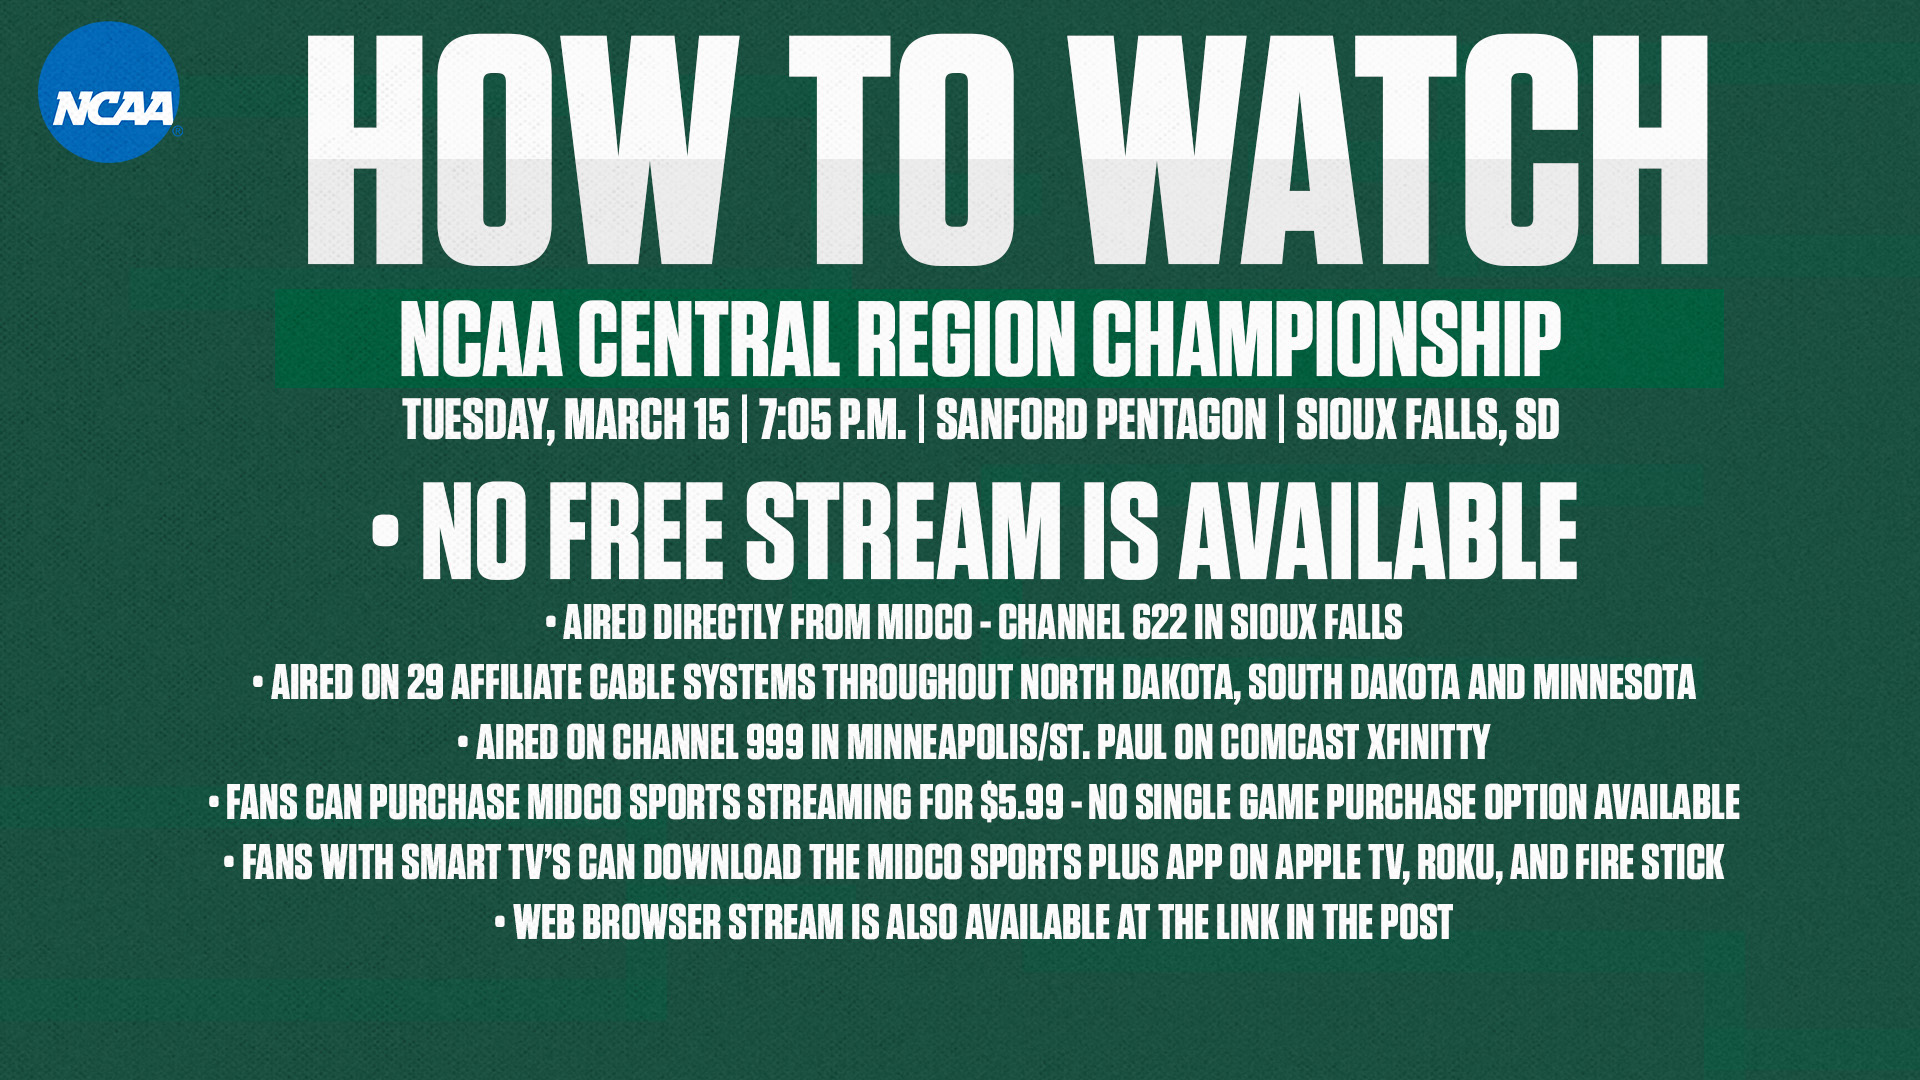 NCAA®
HOW TO WATCH
NCAA CENTRAL REGION CHAMPIONSHIP
TUESDAY, MARCH 15 | 7:05 P.M. | SANFORD PENTAGON | SIOUX FALLS, SD
• NO FREE STREAM IS AVAILABLE
• AIRED DIRECTLY FROM MIDCO - CHANNEL 622 IN SIOUX FALLS
• AIRED ON 29 AFFILIATE CABLE SYSTEMS THROUGHOUT NORTH DAKOTA, SOUTH DAKOTA AND MINNESOTA
• AIRED ON CHANNEL 999 IN MINNEAPOLIS/ST. PAUL ON COMCAST XFINITTY
• FANS CAN PURCHASE MIDCO SPORTS STREAMING FOR $5.99 - NO SINGLE GAME PURCHASE OPTION AVAILABLE
• FANS WITH SMART TV'S CAN DOWNLOAD THE MIDCO SPORTS PLUS APP ON APPLE TV, ROKU, AND FIRE STICK
• WEB BROWSER STREAM IS ALSO AVAILABLE AT THE LINK IN THE POST